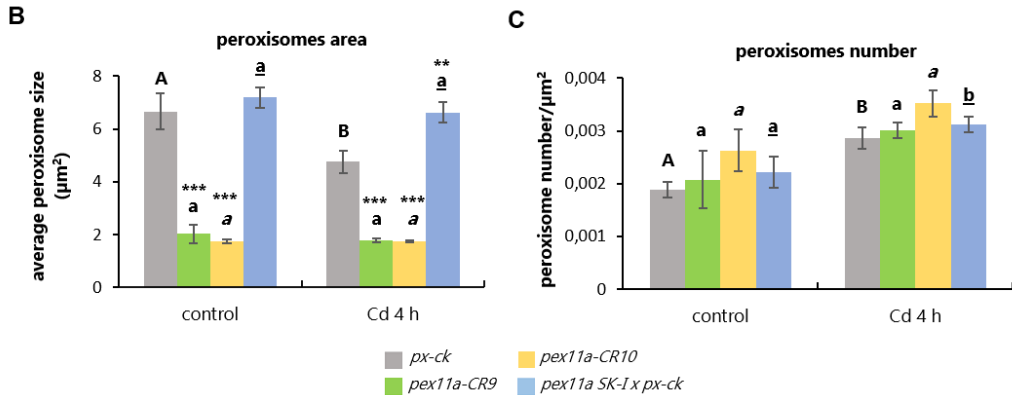 B
peroxisomes area
average peroxisome size
(µm²)
8
6
4
2
0
A
***
a
***
a
a
B
***
a
***
a
**
a
control
Cd 4 h
C
peroxisomes number
peroxisome number/µm²
0,004
0,003
0,002
0,001
0
A
a
a
a
B
a
a
b
control
Cd 4 h
px-ck
pex11a-CR10
pex11a-CR9
pex11a SK-I x px-ck